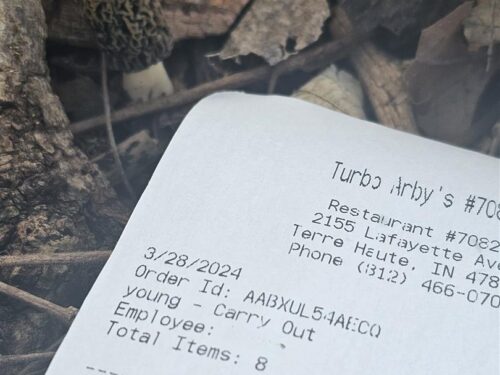 Turbo Arby's #708
Restaurant #7082
2155 Lafayette Ave
Terre Haute, IN 478
Phone (812) 466-070
3/28/2024
Order Id: AABXUL54AECQ
young - Carry Out
Employee:
Total Items: 8